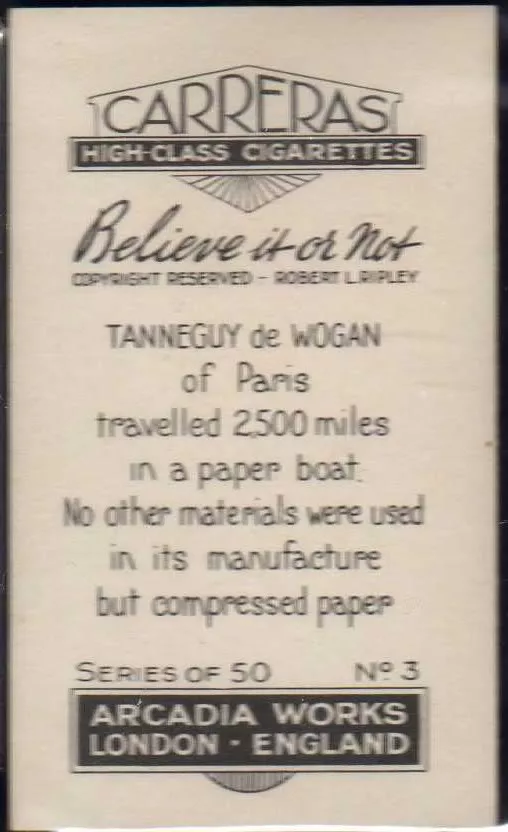 CARRERAS
HIGH-CLASS CIGARETTES
Believe it or Not
COPYRIGHT RESERVED - ROBERT L. RIPLEY
TANNEGUY de WOGAN
of Paris
travelled 2,500 miles
in a paper boat.
No other materials were used
in its manufacture
but compressed paper
SERIES OF 50 Nº 3
ARCADIA WORKS
LONDON · ENGLAND